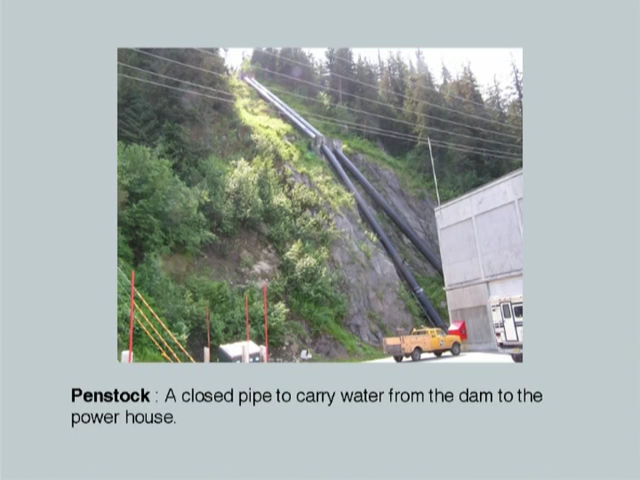 Penstock : A closed pipe to carry water from the dam to the
power house.